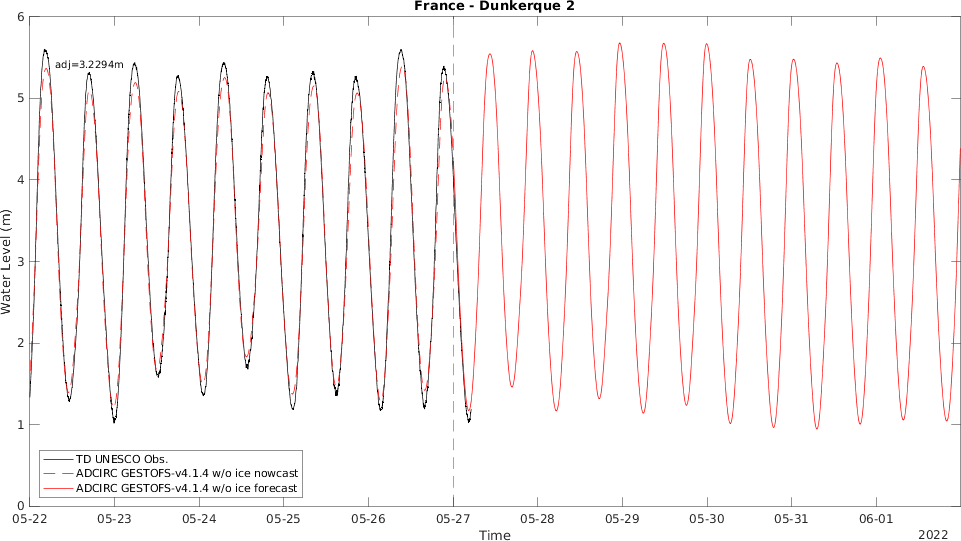 France - Dunkerque 2
adj=3.2294m
6
5
4
3
2
1
0
Water Level (m)
TD UNESCO Obs.
ADCIRC GESTOFS-v4.1.4 w/o ice nowcast
ADCIRC GESTOFS-v4.1.4 w/o ice forecast
05-22 05-23 05-24 05-25 05-26 05-27 05-28 05-29 05-30 05-31 06-01
Time
2022